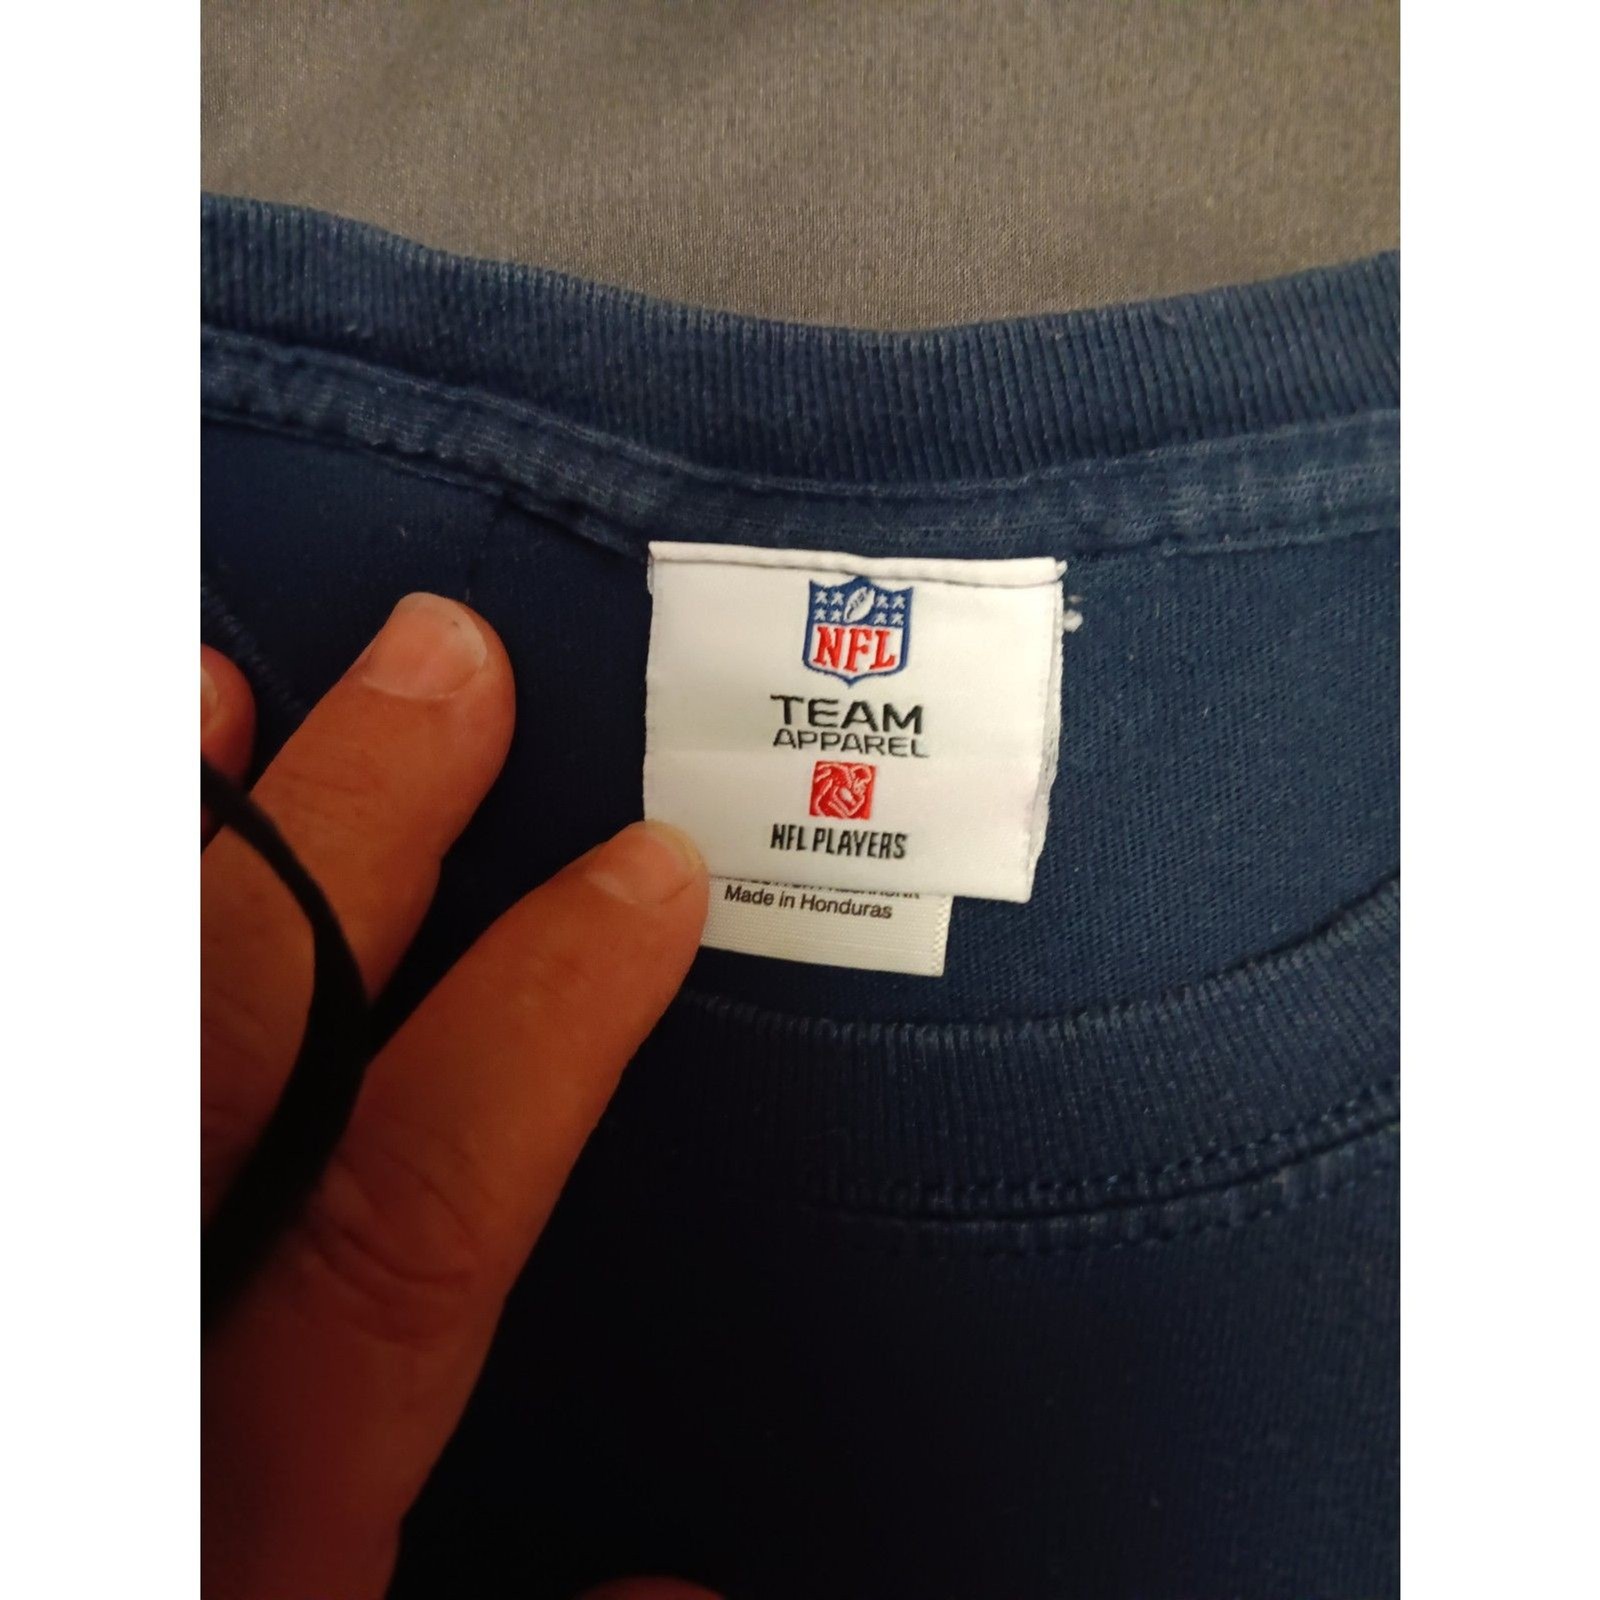 NFL
TEAM
APPAREL
NFL PLAYERS
Made in Honduras